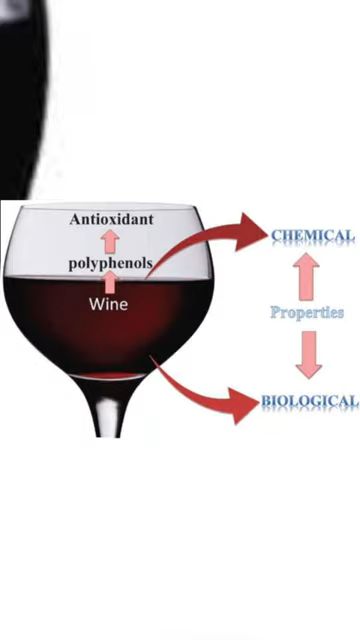 Antioxidant
polyphenols
Wine
CHEMICAL
Properties
BIOLOGICAL